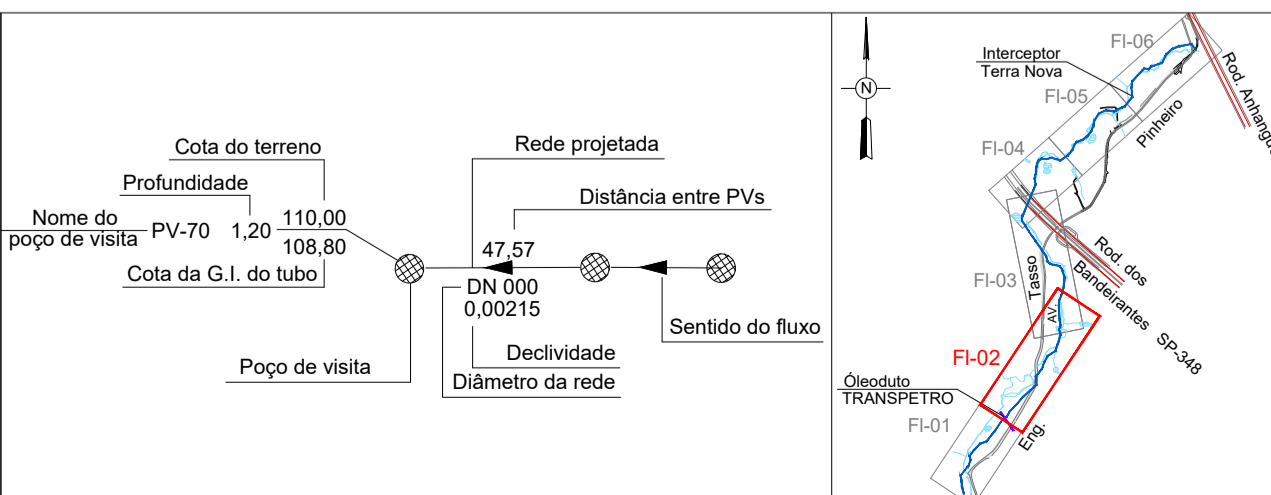 Cota do terreno
Profundidade
Nome do
poço de visita
PV-70
1,20
110,00
108,80
Cota da G.I. do tubo
Rede projetada
Distância entre PVs
47,57
DN 000
0,00215
Sentido do fluxo
Declividade
Diâmetro da rede
Poço de visita
N
Interceptor
Terra Nova
FI-06
FI-05
FI-04
FI-03
FI-02
FI-01
Rod. Anhangue
Pinheiro
Rod. dos
Bandeirantes SP-348
Tasso
AV.
Óleoduto
TRANSPETRO
Eng.